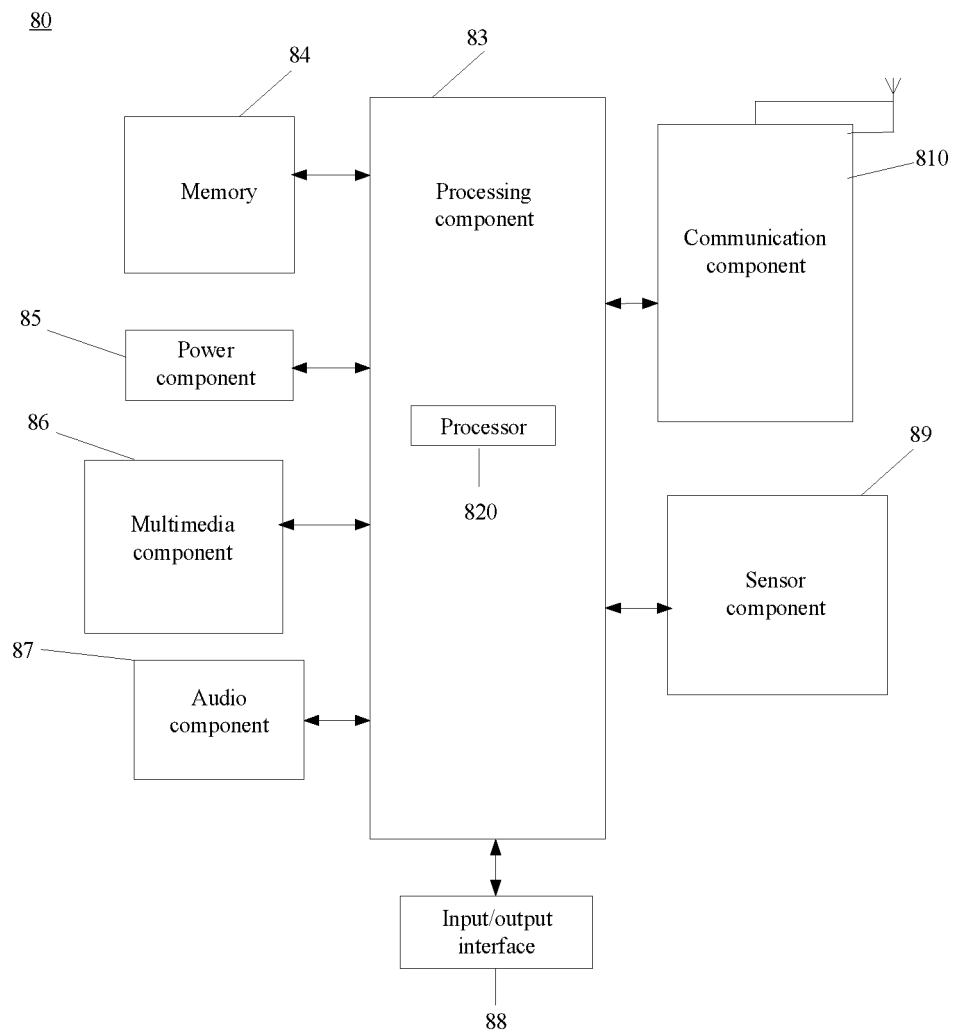 80
84
83
810
Memory
Processing
component
Communication
component
85
Power
component
Processor
820
86
Multimedia
component
89
Sensor
component
87
Audio
component
Input/output
interface
88